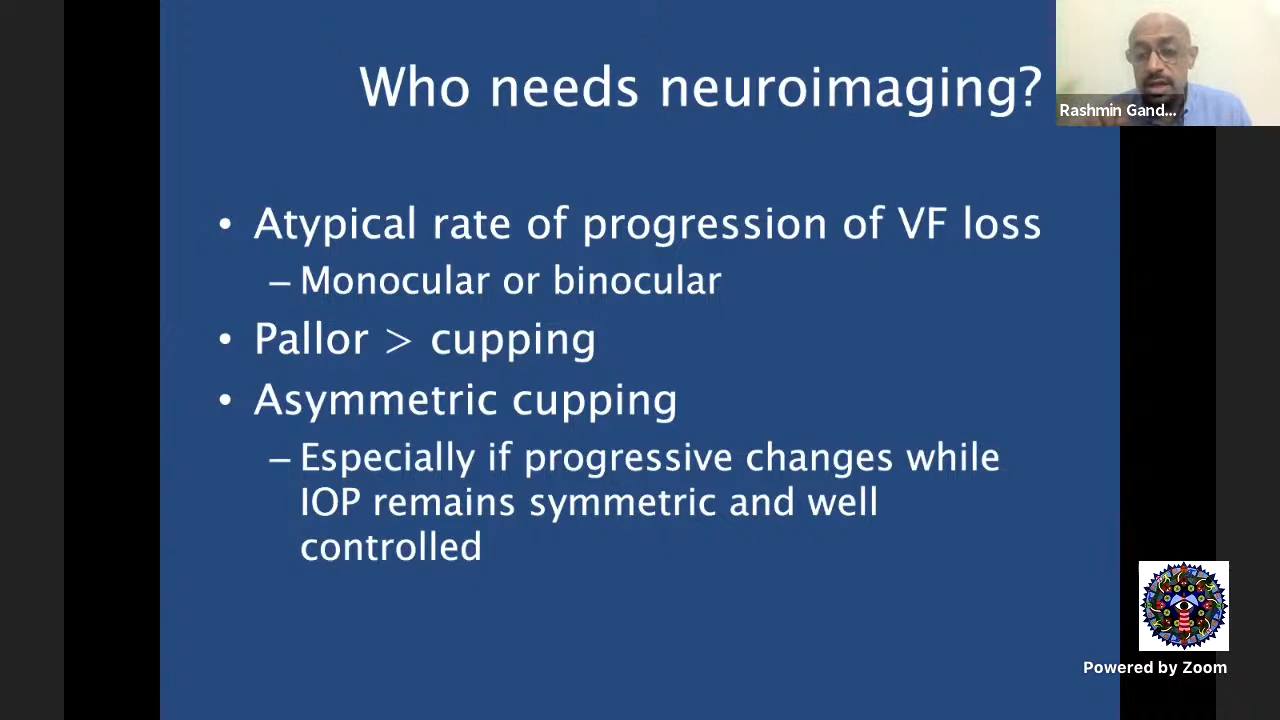 Who needs neuroimaging?
Rashmin Gand...
• Atypical rate of progression of VF loss
– Monocular or binocular
• Pallor > cupping
• Asymmetric cupping
– Especially if progressive changes while
IOP remains symmetric and well
controlled
Powered by Zoom